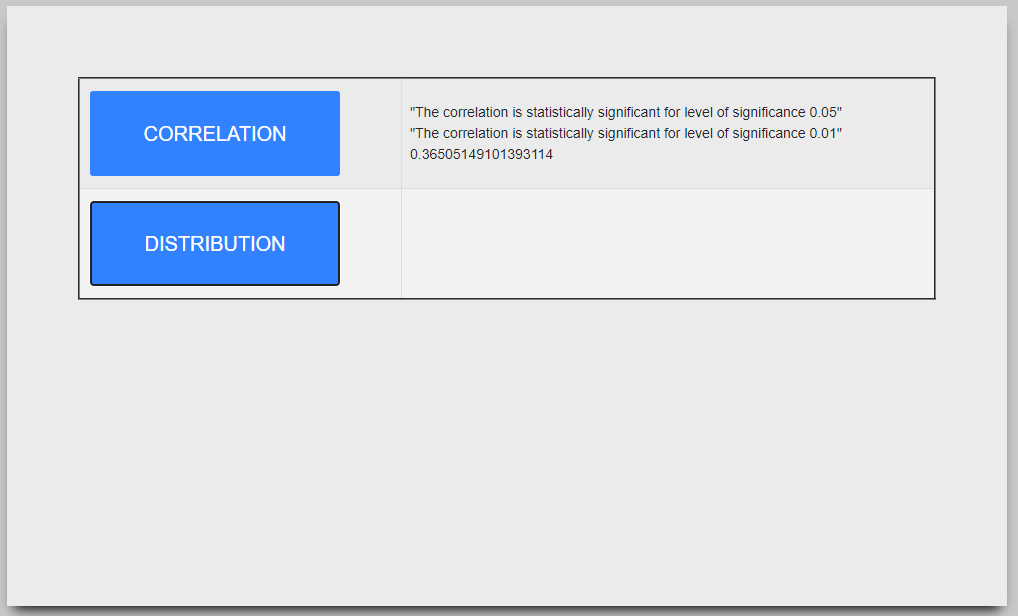 CORRELATION
"The correlation is statistically significant for level of significance 0.05"
"The correlation is statistically significant for level of significance 0.01"
0.36505149101393114
DISTRIBUTION